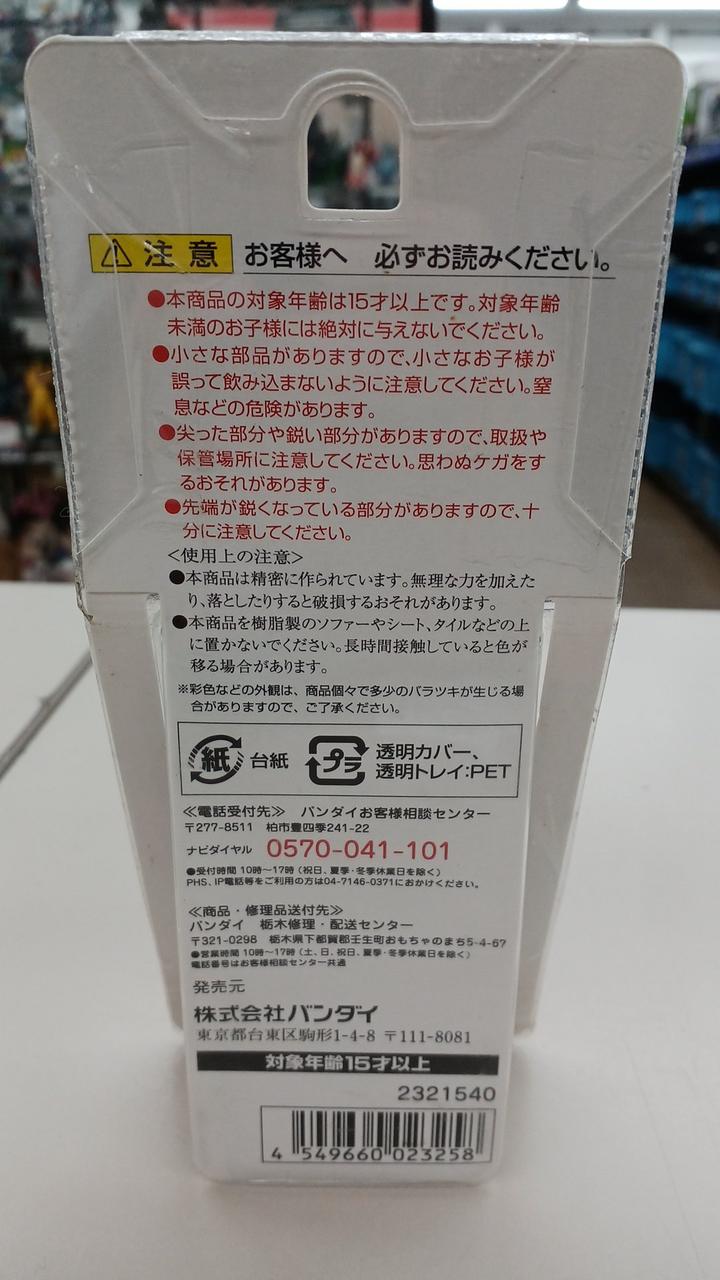 ⚠注意 お客様へ 必ずお読みください。
●本商品の対象年齢は15才以上です。対象年齢
未満のお子様には絶対に与えないでください。
●小さな部品がありますので、小さなお子様が
誤って飲み込まないように注意してください。窒
息などの危険があります。
●尖った部分や鋭い部分がありますので、取扱や
保管場所に注意してください。思わぬケガをす
るおそれがあります。
●先端が鋭くなっている部分がありますので、十
分に注意してください。
<使用上の注意>
●本商品は精密に作られています。無理な力を加えた
り、落としたりすると破損するおそれがあります。
●本商品を樹脂製のソファーやシート、タイルなどの上
に置かないでください。長時間接触していると色が
移る場合があります。
※彩色などの外観は、商品個々で多少のバラツキが生じる場
合がありますので、ご了承ください。
紙 台紙 プラ 透明カバー、
透明トレイ:PET
≪電話受付先≫ バンダイお客様相談センター
〒277-8511 柏市豊四季241-22
ナビダイヤル 0570-041-101
●受付時間 10時〜17時(祝日、夏季・冬季休業日を除く)
PHS、IP電話等をご利用の方は04-7146-0371におかけください。
≪商品・修理品送付先≫
バンダイ 栃木修理・配送センター
〒321-0298 栃木県下都賀郡壬生町おもちゃのまち5-4-67
●営業時間 10時〜17時(土、日、祝日、夏季・冬季休業日を除く)
電話番号はお客様相談センター共通
発売元
株式会社バンダイ
東京都台東区駒形1-4-8 〒111-8081
対象年齢15才以上
2321540
4 549660 023258